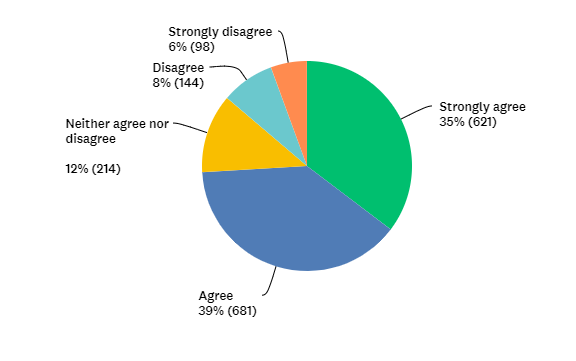 Strongly disagree
6% (98)
Disagree
8% (144)
Strongly agree
35% (621)
Neither agree nor
disagree
12% (214)
Agree
39% (681)